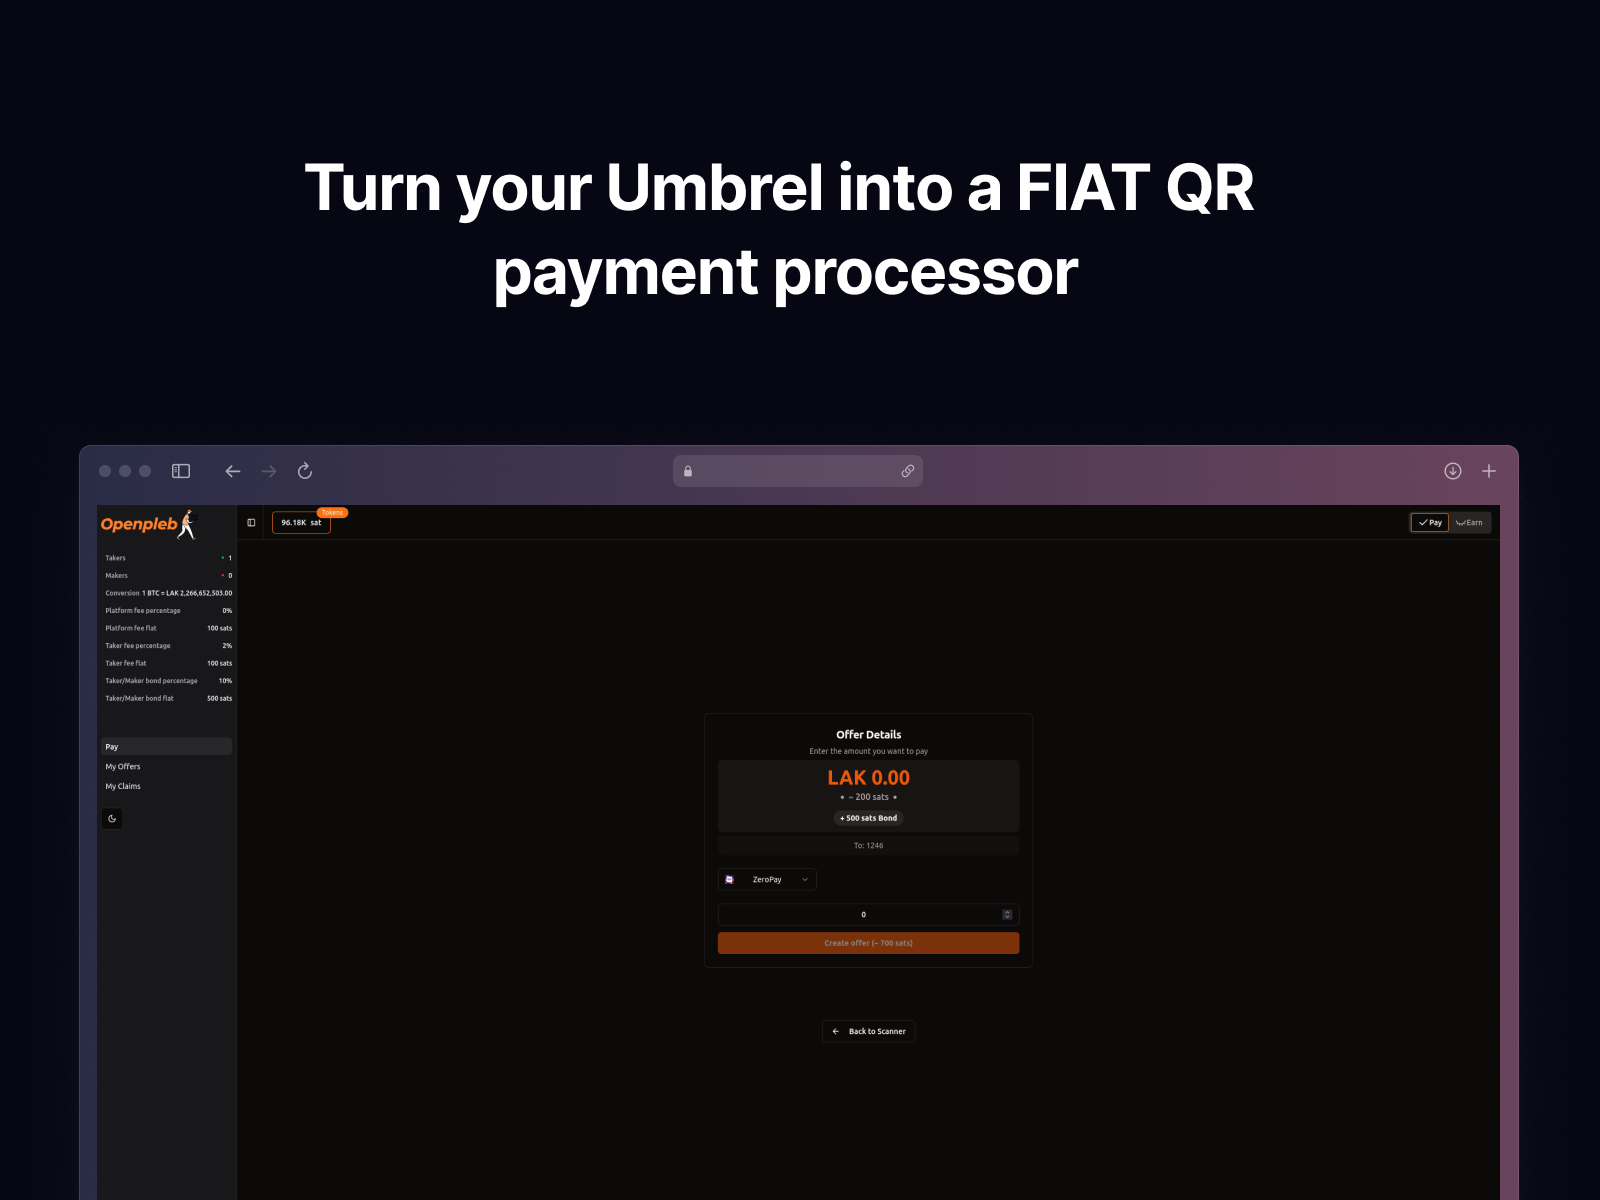 Turn your Umbrel into a FIAT QR
payment processor
Openpleb
96.18K sat
Tokens
Pay
Earn
Takers 1
Makers 0
Conversion 1 BTC = LAK 2,266,652,503.00
Platform fee percentage 0%
Platform fee flat 100 sats
Taker fee percentage 2%
Taker fee flat 100 sats
Taker/Maker bond percentage 10%
Taker/Maker bond flat 500 sats
Pay
My Offers
My Claims
Offer Details
Enter the amount you want to pay
LAK 0.00
• ~ 200 sats •
+ 500 sats Bond
To: 1246
ZeroPay
0
Create offer (~ 700 sats)
Back to Scanner